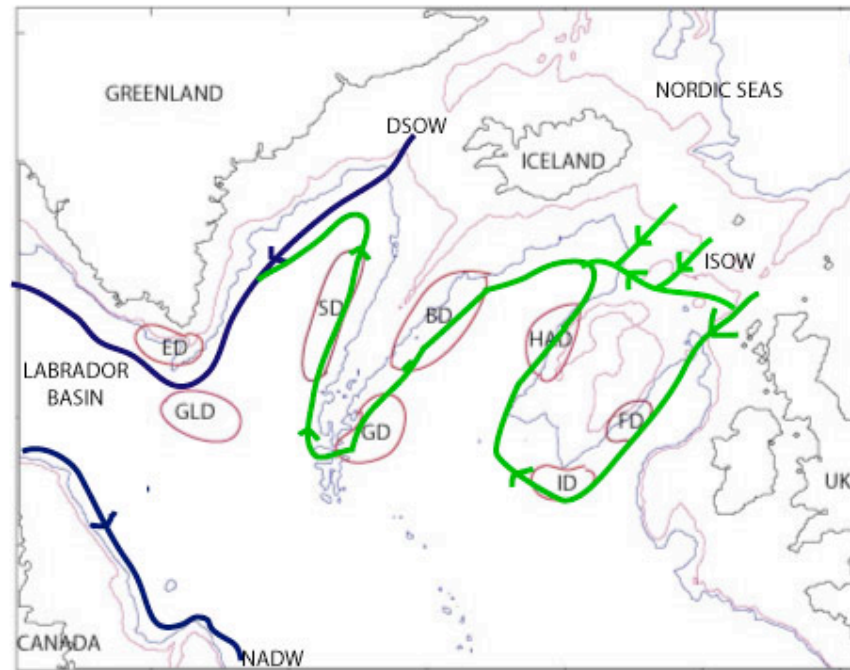 NORDIC SEAS
GREENLAND
DSOW
ICELAND
ISOW
SD
BD
HAD
ED
LABRADOR
BASIN
GLD
GD
FD
ID
UK
CANADA
NADW